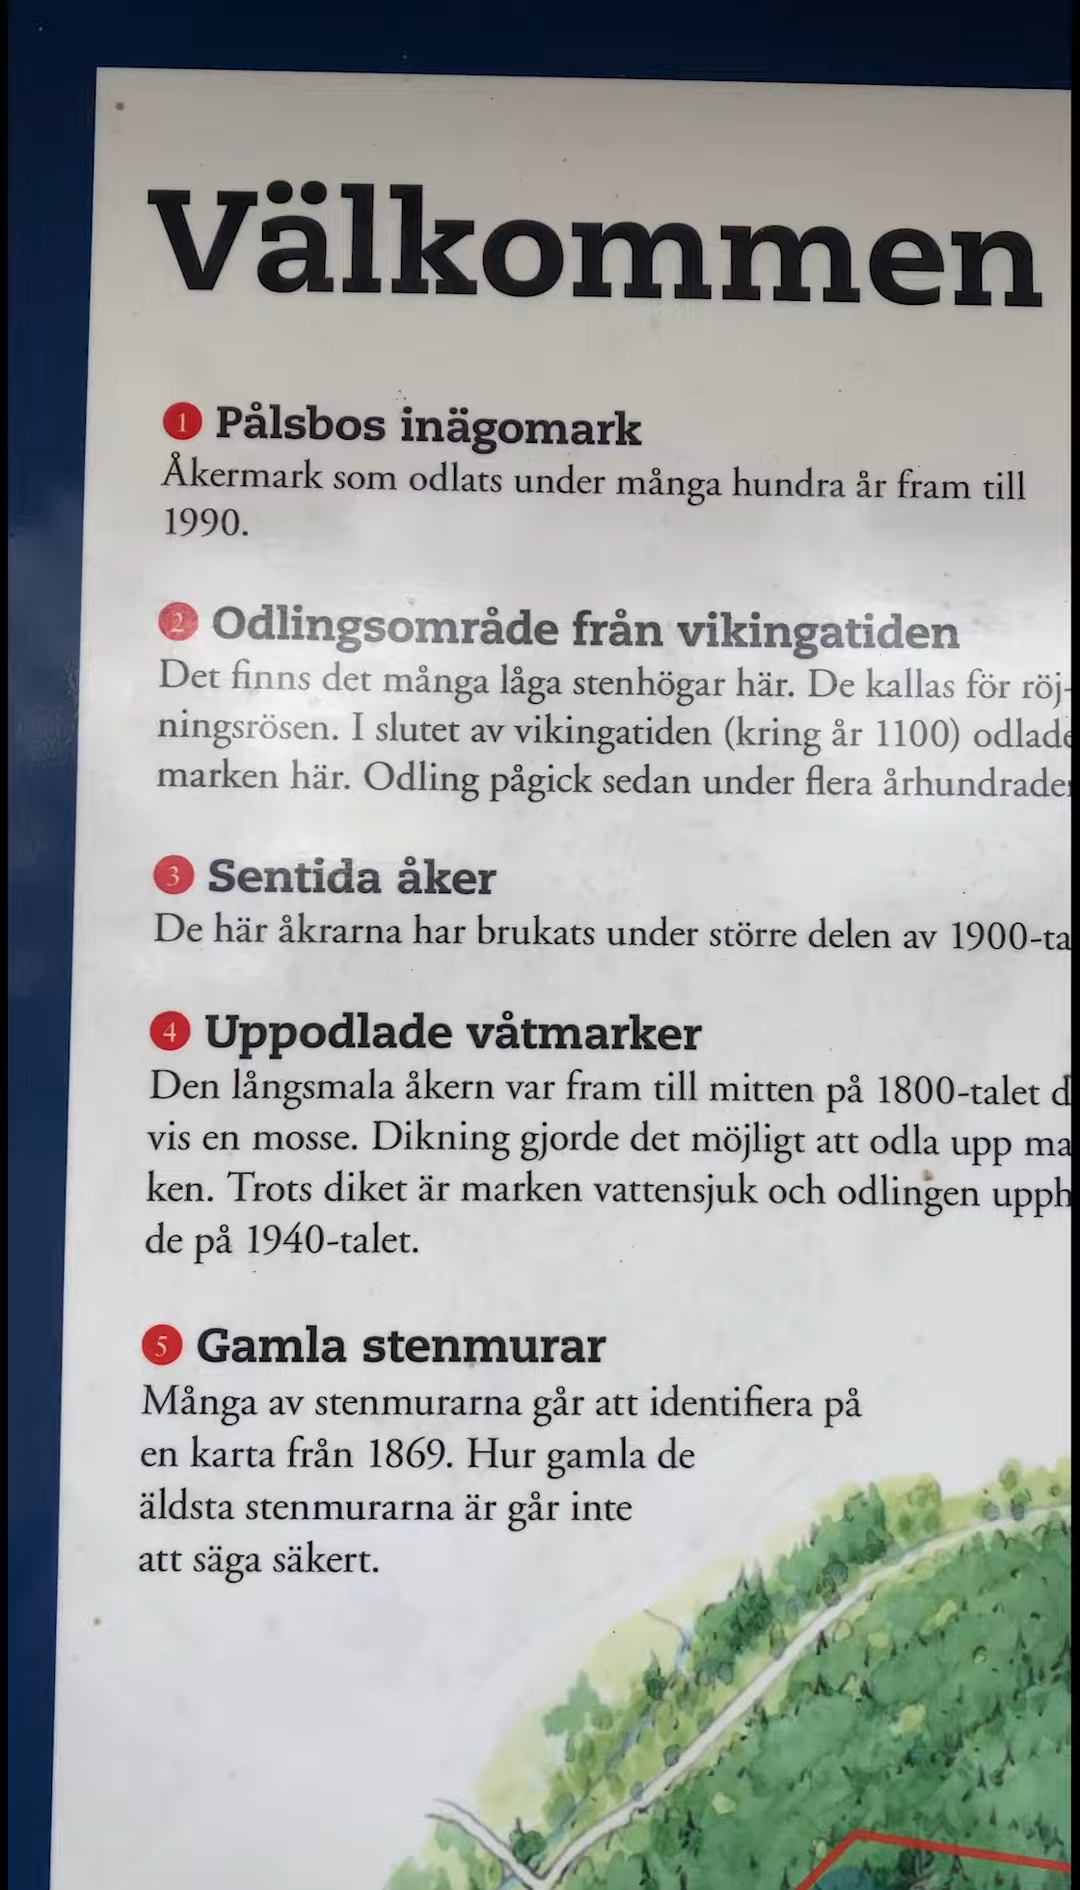 Välkommen
1 Pålsbos inägomark
Åkermark som odlats under många hundra år fram till
1990.
2 Odlingsområde från vikingatiden
Det finns det många låga stenhögar här. De kallas för röj-
ningsrösen. I slutet av vikingatiden (kring år 1100) odlade
marken här. Odling pågick sedan under flera århundrade
3 Sentida åker
De här åkrarna har brukats under större delen av 1900-ta
4 Uppodlade våtmarker
Den långsmala åkern var fram till mitten på 1800-talet d
vis en mosse. Dikning gjorde det möjligt att odla upp ma
ken. Trots diket är marken vattensjuk och odlingen upph
de på 1940-talet.
5 Gamla stenmurar
Många av stenmurarna går att identifiera på
en karta från 1869. Hur gamla de
äldsta stenmurarna är går inte
att säga säkert.